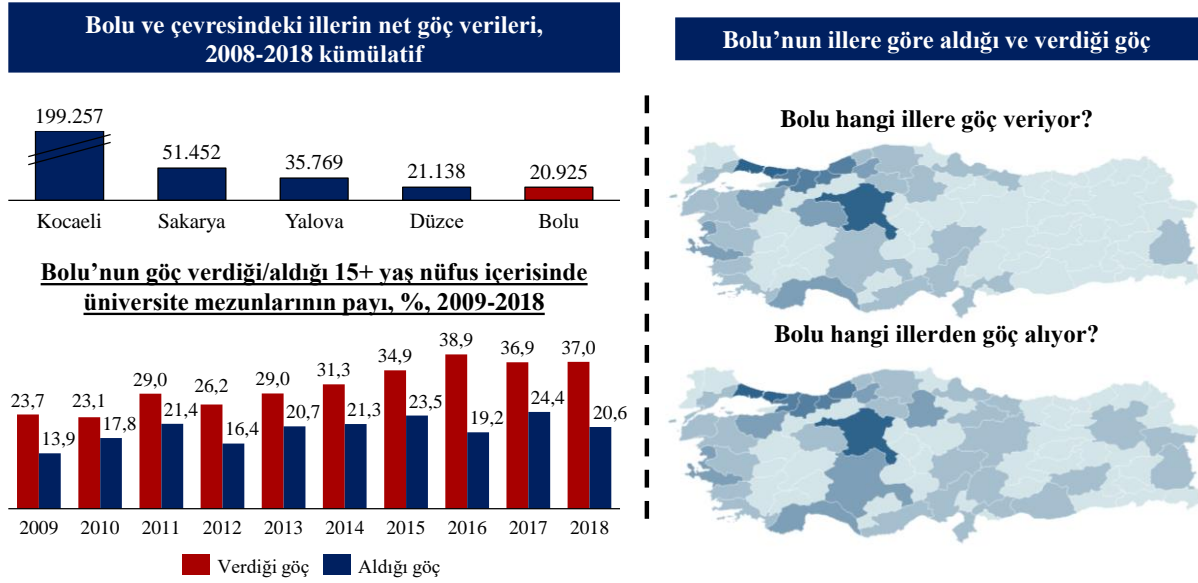 Bolu ve çevresindeki illerin net göç verileri,
2008-2018 kümülatif
199.257
51.452
35.769
21.138
20.925
Kocaeli
Sakarya
Yalova
Düzce
Bolu
Bolu’nun göç verdiği/aldığı 15+ yaş nüfus içerisinde
üniversite mezunlarının payı, %, 2009-2018
23,7
13,9
23,1
17,8
29,0
21,4
26,2
16,4
29,0
20,7
31,3
21,3
34,9
23,5
38,9
19,2
36,9
24,4
37,0
20,6
2009
2010
2011
2012
2013
2014
2015
2016
2017
2018
Verdiği göç
Aldığı göç
Bolu’nun illere göre aldığı ve verdiği göç
Bolu hangi illere göç veriyor?
Bolu hangi illerden göç alıyor?